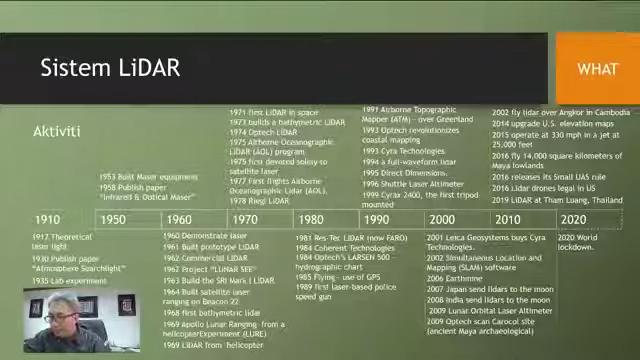 Sistem LiDAR
WHAT
Aktiviti
1953 Built Maser equipment
1958 Publish paper
"Infrared & Optical Maser"
1971 first LiDAR in space
1973 builds a bathymetric LiDAR
1974 Optech LiDAR
1975 Airborne Oceanographic
LiDAR (AOL) program
1975 first devoted solely to
satellite laser
1977 First flights Airborne
Oceanographic Lidar (AOL).
1978 Riegl LiDAR
1991 Airborne Topographic
Mapper (ATM) - over Greenland
1993 Optech revolutionizes
coastal mapping
1993 Cyra Technologies.
1994 a full-waveform lidar
1995 Direct Dimensions.
1996 Shuttle Laser Altimeter
1999 Cyrax 2400, the first tripod
mounted
2002 fly lidar over Angkor in Cambodia
2014 upgrade U.S. elevation maps
2015 operate at 330 mph in a jet at
25,000 feet
2016 fly 14,000 square kilometers of
Maya lowlands
2016 releases its Small UAS rule
2016 Lidar drones legal in US
2019 LiDAR at Tham Luang, Thailand
1910 1950 1960 1970 1980 1990 2000 2010 2020
1917 Theoretical
laser light
1930 Publish paper
"Atmosphere Searchlight"
1935 Lab experiment
1960 Demonstrate laser
1961 Built prototype LiDAR
1962 Commercial LiDAR
1962 Project "LUNAR SEE"
1963 Build the SRI Mark I LiDAR
1964 Built satellite laser
ranging on Beacon 22
1968 first bathymetric lidar
1969 Apollo Lunar Ranging from a
helicopterExperiment (LURE)
1969 LiDAR from helicopter
1981 Res-Tec LiDAR (now FARO)
1984 Coherent Technologies
1984 Optech's LARSEN 500
hydrographic chart
1985 Flying - use of GPS
1989 first laser-based police
speed gun
2001 Leica Geosystems buys Cyra
Technologies.
2002 Simultaneous Location and
Mapping (SLAM) software
2006 Earthmine
2007 Japan send lidars to the moon
2008 India send lidars to the moon
2009 Lunar Orbital Laser Altimeter
2009 Optech scan Carocol site
(ancient Maya archaeological)
2020 World
lockdown.